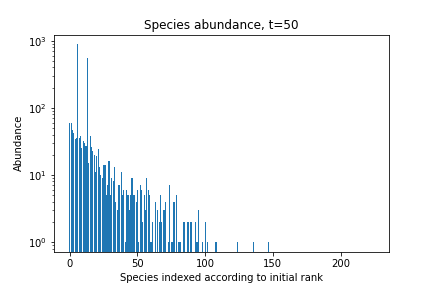 Species abundance, t=50
Abundance
10³
10²
10¹
10⁰
0 50 100 150 200
Species indexed according to initial rank